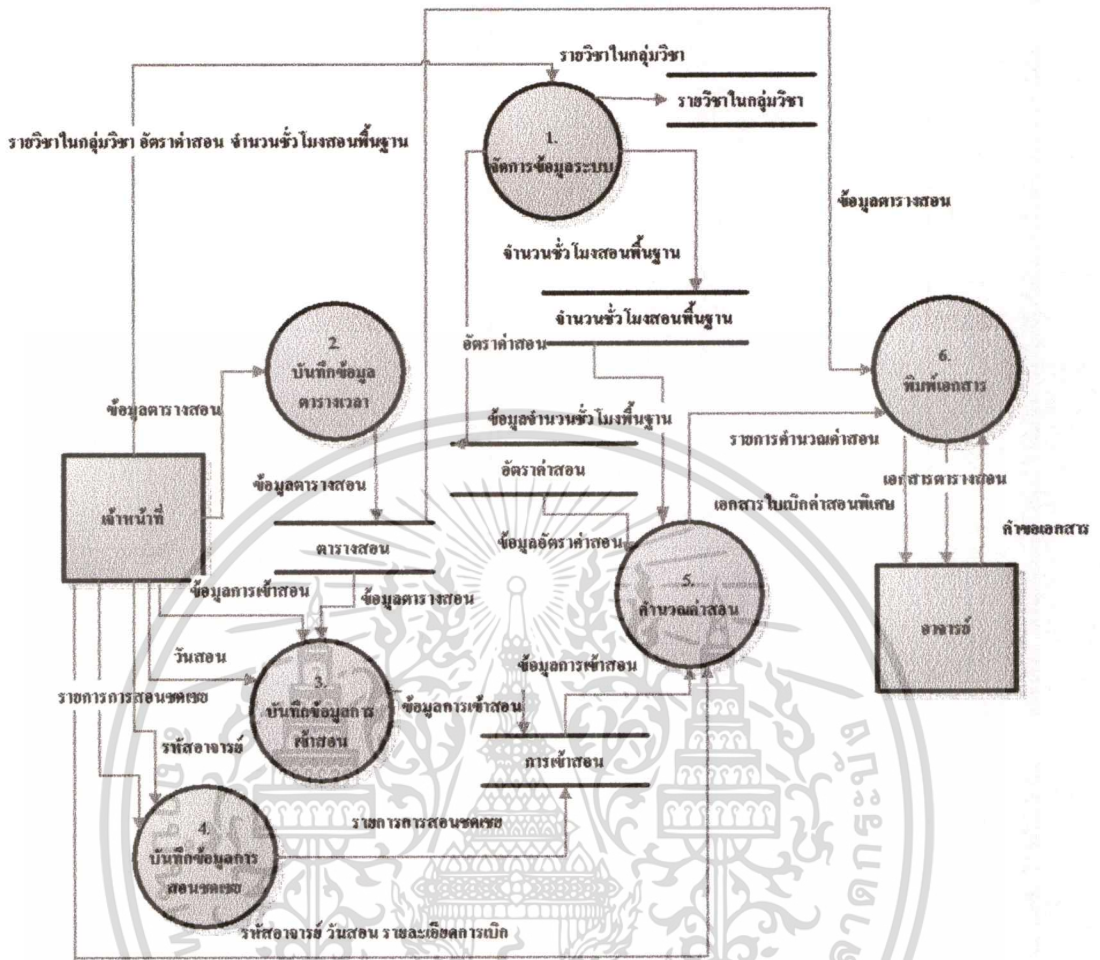 รายวิชาในกลุ่มวิชา
รายวิชาในกลุ่มวิชา
รายวิชาในกลุ่มวิชา อัตราค่าสอน จำนวนชั่วโมงสอนพื้นฐาน
1.
จัดการข้อมูลระบบ
ข้อมูลตารางสอน
จำนวนชั่วโมงสอนพื้นฐาน
จำนวนชั่วโมงสอนพื้นฐาน
อัตราค่าสอน
2.
บันทึกข้อมูล
ตารางเวลา
6.
พิมพ์เอกสาร
ข้อมูลตารางสอน
ข้อมูลจำนวนชั่วโมงพื้นฐาน
รายการคำนวณค่าสอน
อัตราค่าสอน
ข้อมูลตารางสอน
เอกสารตารางสอน
เอกสารใบเบิกค่าสอนพิเศษ
คำขอเอกสาร
เจ้าหน้าที่
ตารางสอน
ข้อมูลอัตราค่าสอน
5.
คำนวณค่าสอน
อาจารย์
ข้อมูลการเข้าสอน
ข้อมูลตารางสอน
วันสอน
ข้อมูลการเข้าสอน
รายการการสอนชดเชย
3.
บันทึกข้อมูลการ
เข้าสอน
ข้อมูลการเข้าสอน
รหัสอาจารย์
การเข้าสอน
4.
บันทึกข้อมูลการ
สอนชดเชย
รายการการสอนชดเชย
รหัสอาจารย์ วันสอน รายละเอียดการเบิก